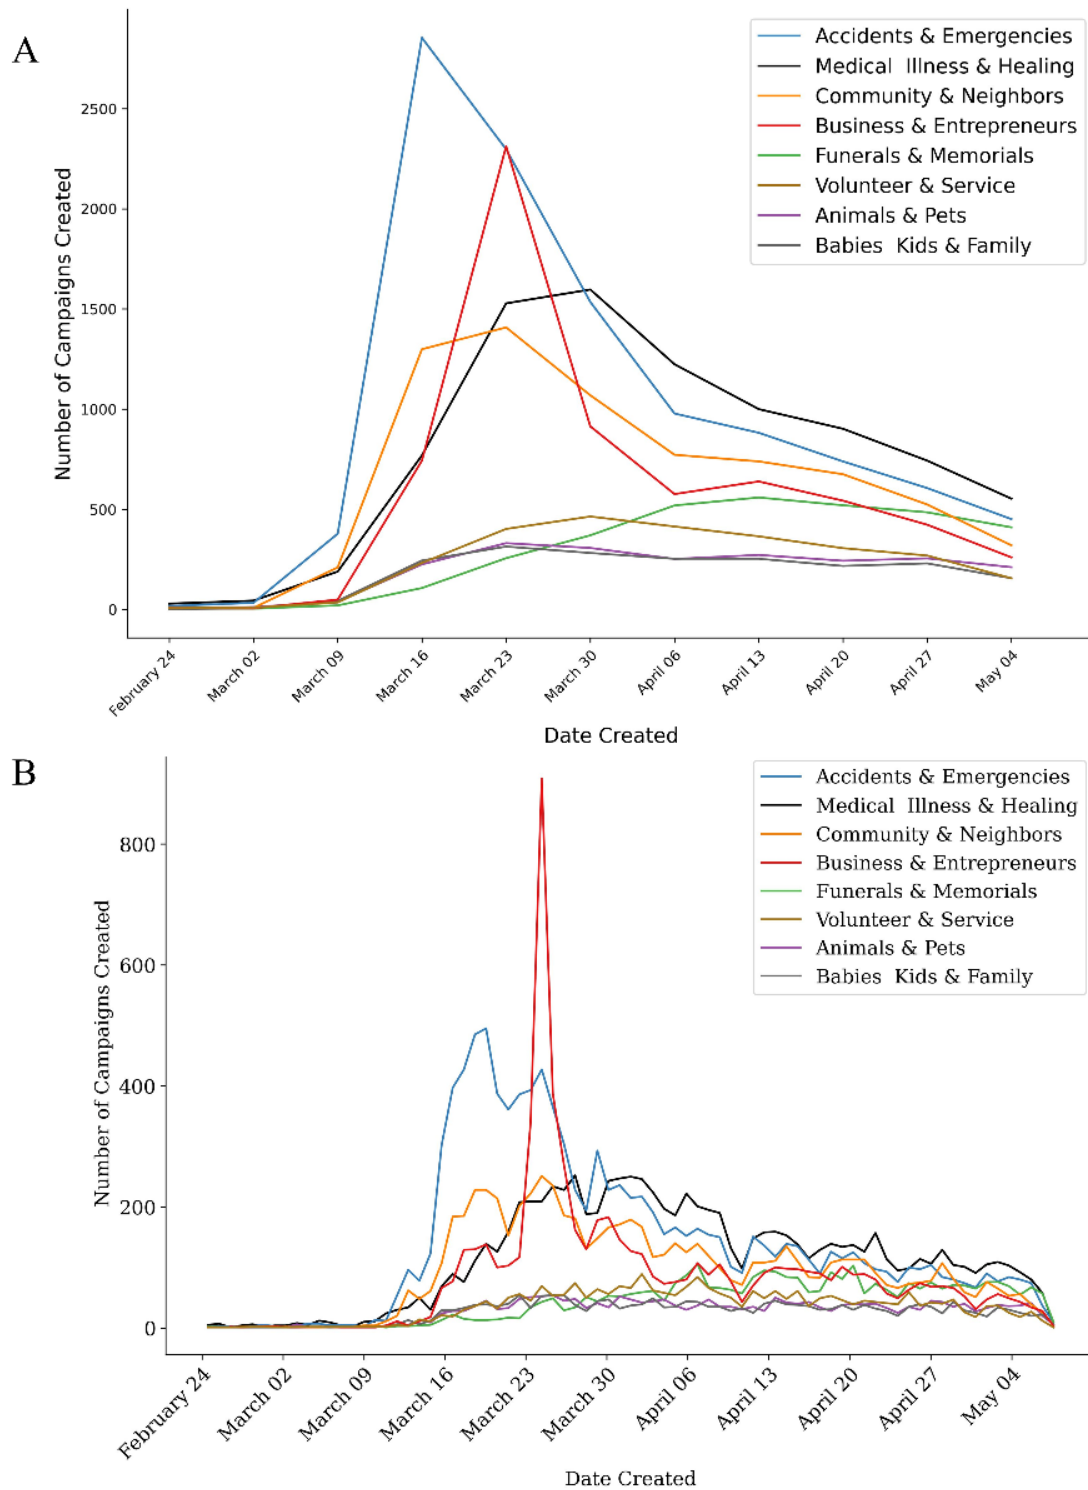 A
Accidents & Emergencies
Medical  Illness & Healing
Community & Neighbors
Business & Entrepreneurs
Funerals & Memorials
Volunteer & Service
Animals & Pets
Babies  Kids & Family
Number of Campaigns Created
2500
2000
1500
1000
500
0
February 24
March 02
March 09
March 16
March 23
March 30
April 06
April 13
April 20
April 27
May 04
Date Created
B
Accidents & Emergencies
Medical  Illness & Healing
Community & Neighbors
Business & Entrepreneurs
Funerals & Memorials
Volunteer & Service
Animals & Pets
Babies  Kids & Family
Number of Campaigns Created
800
600
400
200
0
February 24
March 02
March 09
March 16
March 23
March 30
April 06
April 13
April 20
April 27
May 04
Date Created